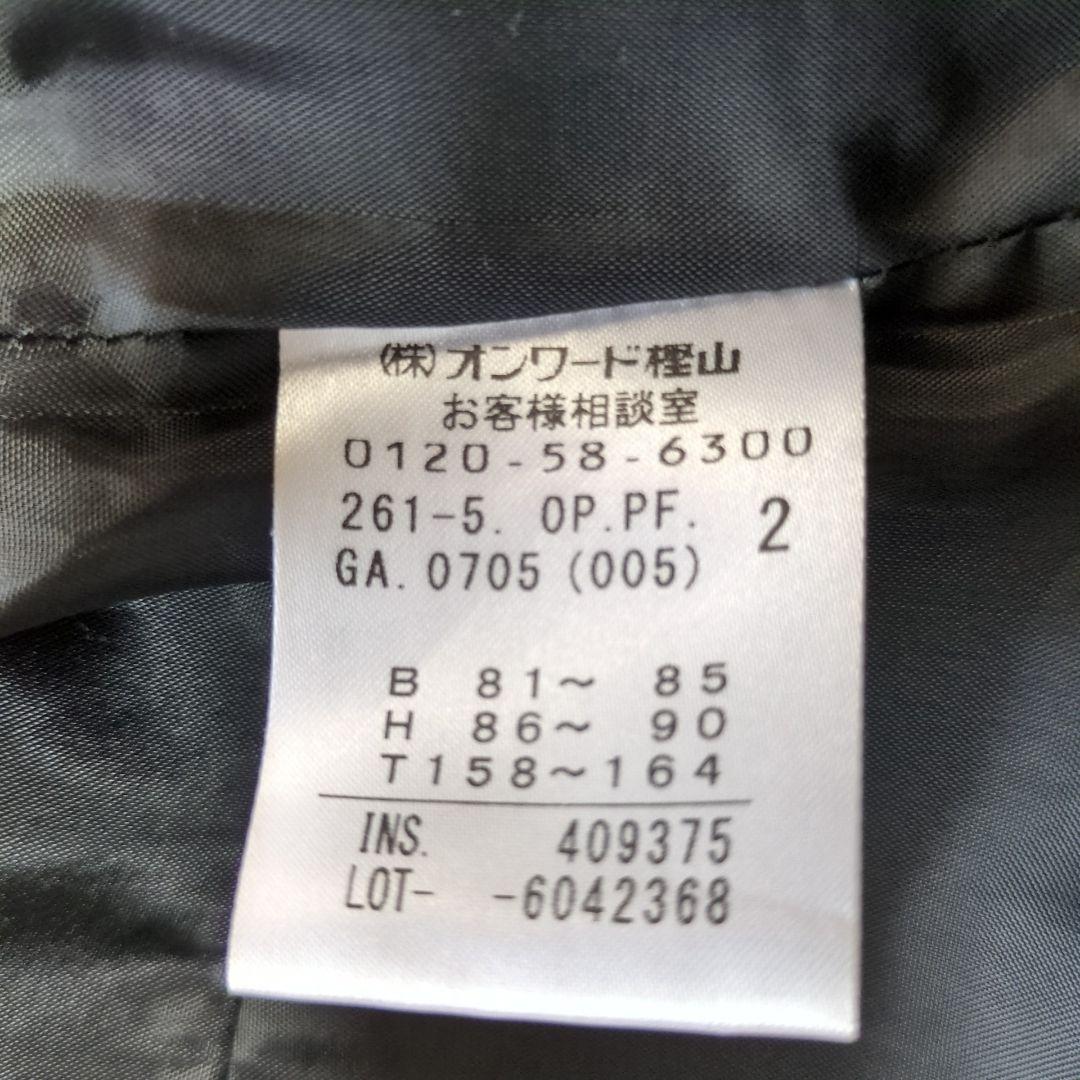 (株)オンワード樫山
お客様相談室
0120-58-6300
261-5. OP.PF. 2
GA. 0705 (005)
B 81～ 85
H 86～ 90
T158～164
INS. 409375
LOT- -6042368